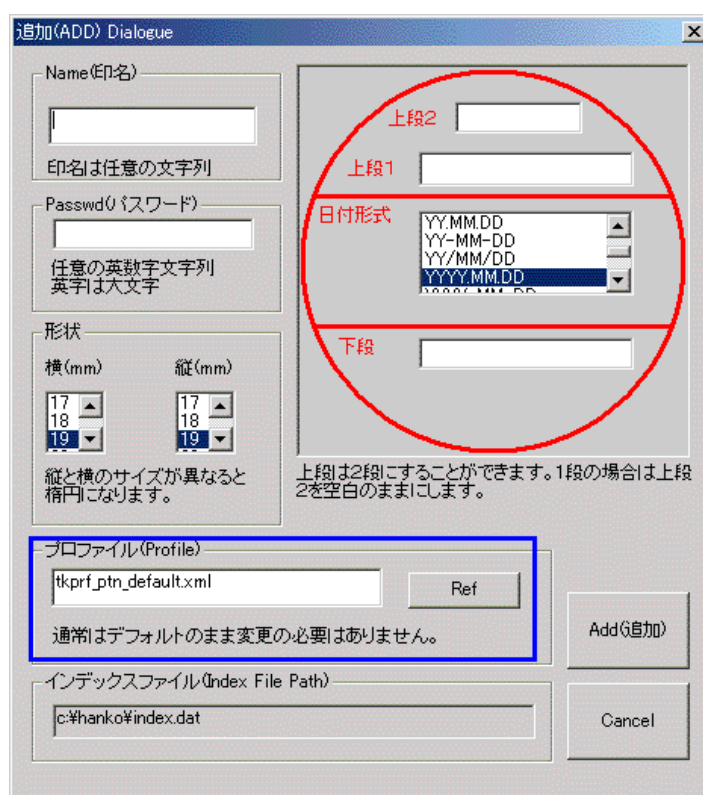 追加(ADD) Dialogue
Name(印名)
印名は任意の文字列
Passwd(パスワード)
任意の英数字文字列
英字は大文字
形状
横(mm)
縦(mm)
17
18
19
17
18
19
縦と横のサイズが異なると
楕円になります。
上段2
上段1
日付形式
YY.MM.DD
YY-MM-DD
YY/MM/DD
YYYY.MM.DD
下段
上段は2段にすることができます。1段の場合は上段
2を空白のままにします。
プロファイル(Profile)
tkprf_ptn_default.xml
Ref
通常はデフォルトのまま変更の必要はありません。
Add(追加)
インデックスファイル(Index File Path)
c:¥hanko¥index.dat
Cancel